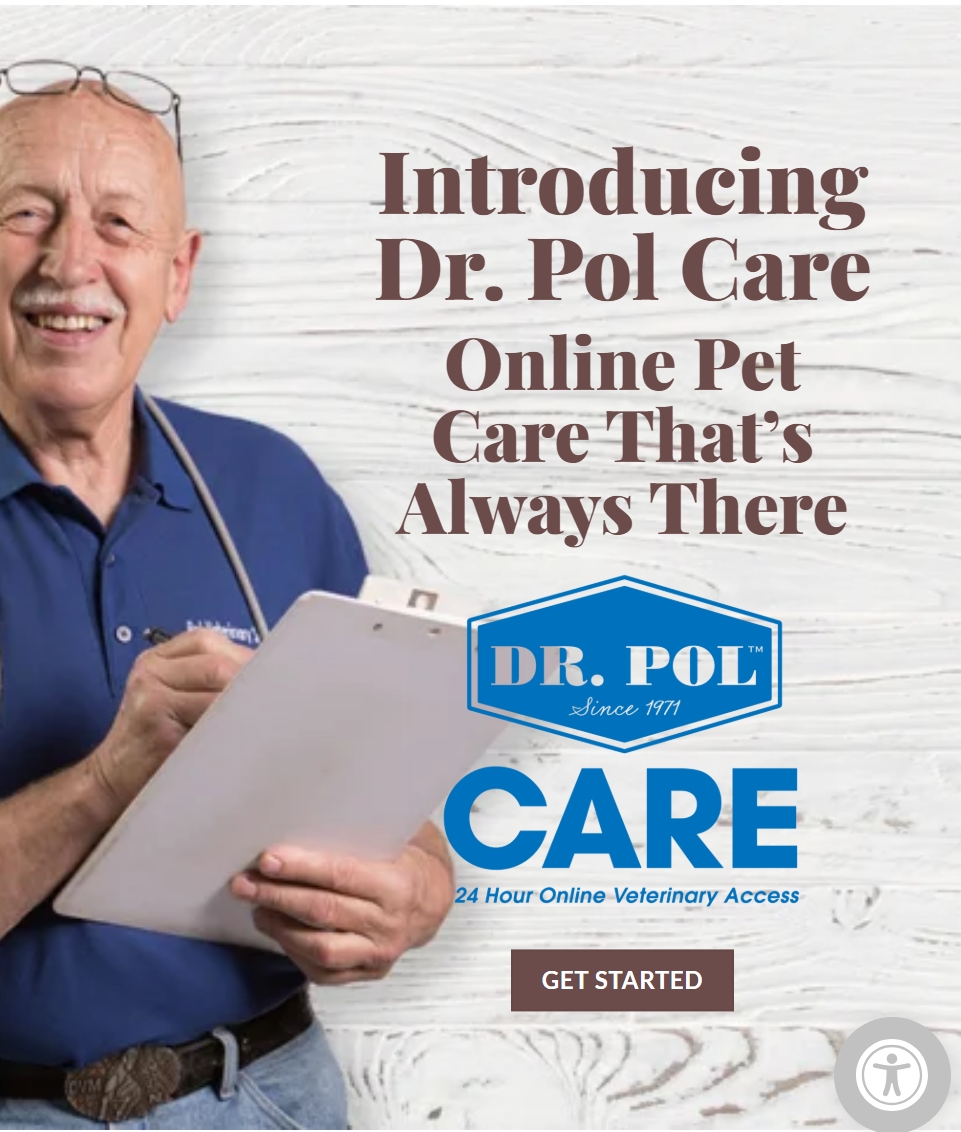 Introducing
Dr. Pol Care
Online Pet
Care That’s
Always There
DR. POL™
Since 1971
CARE
24 Hour Online Veterinary Access
GET STARTED
DVM